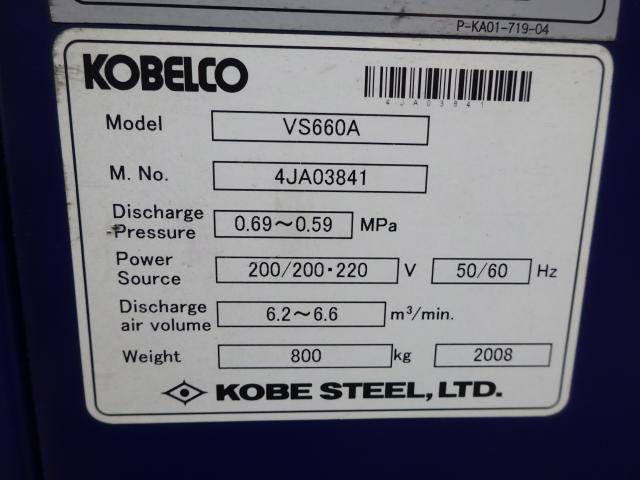 P-KA01-719-04
KOBELCO
4JA03841
Model VS660A
M. No. 4JA03841
Discharge
Pressure 0.69～0.59 MPa
Power
Source 200/200・220 V 50/60 Hz
Discharge
air volume 6.2～6.6 m³/min.
Weight 800 kg 2008
KOBE STEEL, LTD.